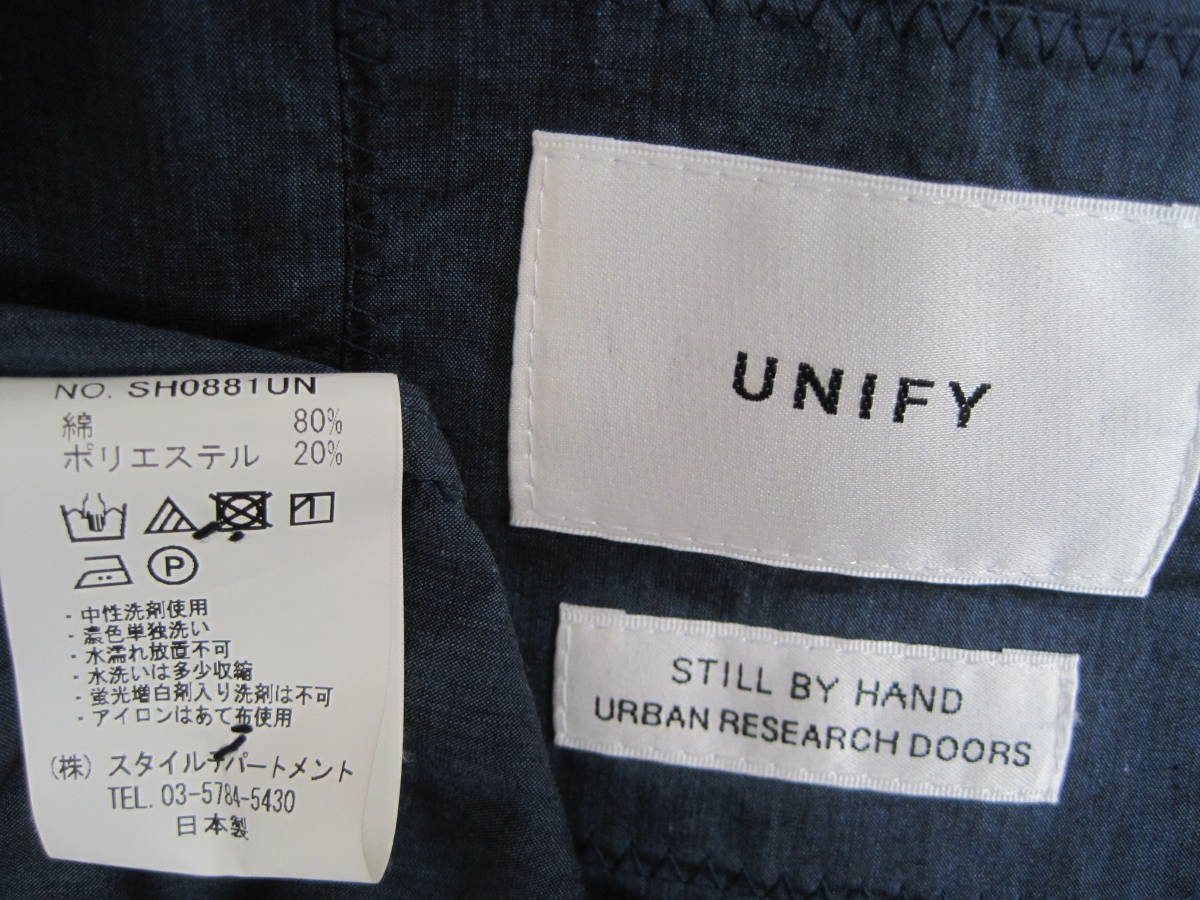 NO. SH0881UN
綿 80%
ポリエステル 20%
P
・中性洗剤使用
・濃色単独洗い
・水濡れ放置不可
・水洗いは多少収縮
・蛍光増白剤入り洗剤は不可
・アイロンはあて布使用
(株) スタイルデパートメント
TEL. 03-5784-5430
日本製
UNIFY
STILL BY HAND
URBAN RESEARCH DOORS